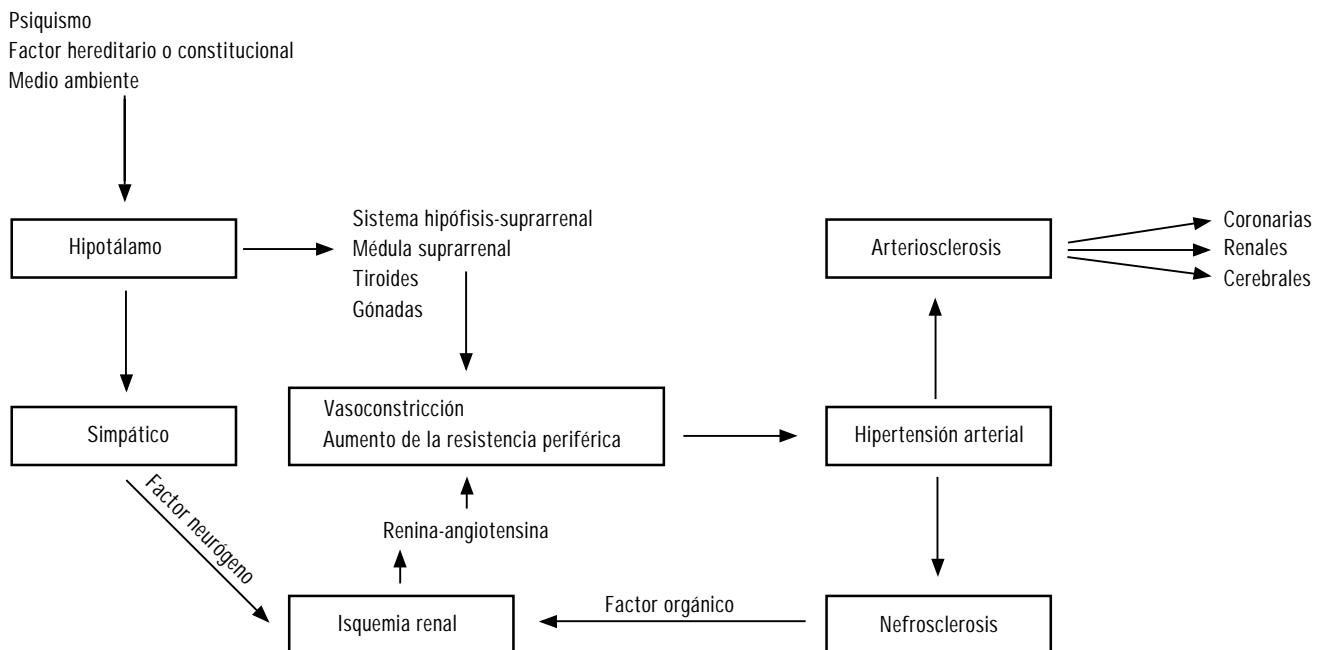 Psiquismo
Factor hereditario o constitucional
Medio ambiente
Hipotálamo
Sistema hipófisis-suprarrenal
Médula suprarrenal
Tiroides
Gónadas
Arteriosclerosis
Coronarias
Renales
Cerebrales
Simpático
Vasoconstricción
Aumento de la resistencia periférica
Hipertensión arterial
Factor neurógeno
Renina-angiotensina
Isquemia renal
Factor orgánico
Nefrosclerosis